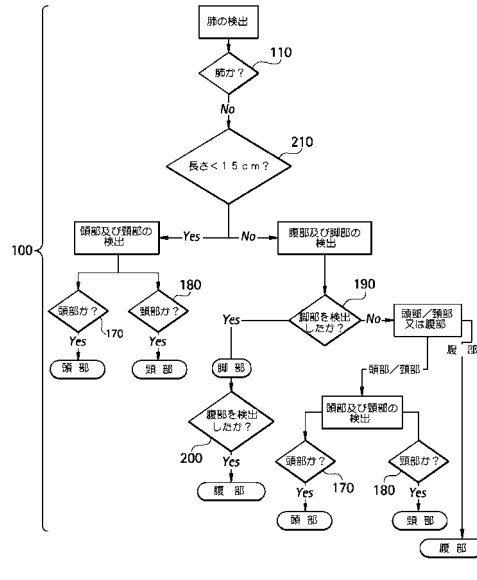 肺の検出
110
肺か?
No
210
長さ<15cm?
100
頭部及び頸部の
検出
Yes
No
腹部及び脚部の
検出
180
190
頭部か?
頸部か?
170
脚部を検出
したか?
Yes
No
頭部/頸部
又は腹部
Yes
Yes
頭 部
頸 部
脚部
頭部/頸部
腹 部
腹部を検出
したか?
200
頭部及び頸部の
検出
頭部か?
頸部か?
170
180
Yes
Yes
Yes
腹 部
頭 部
頸 部
腹 部